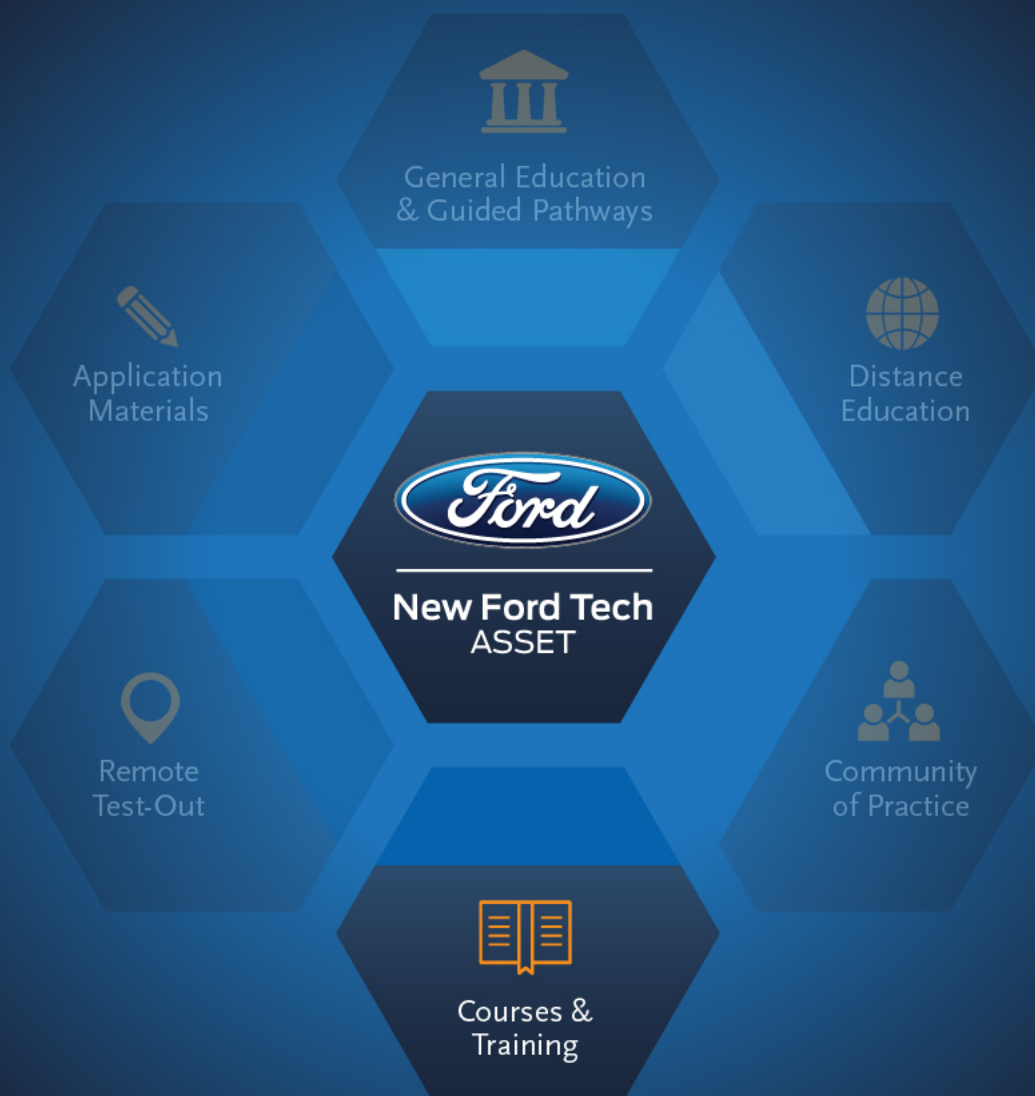 General Education
& Guided Pathways
Application
Materials
Distance
Education
Ford
New Ford Tech
ASSET
Remote
Test-Out
Community
of Practice
Courses &
Training